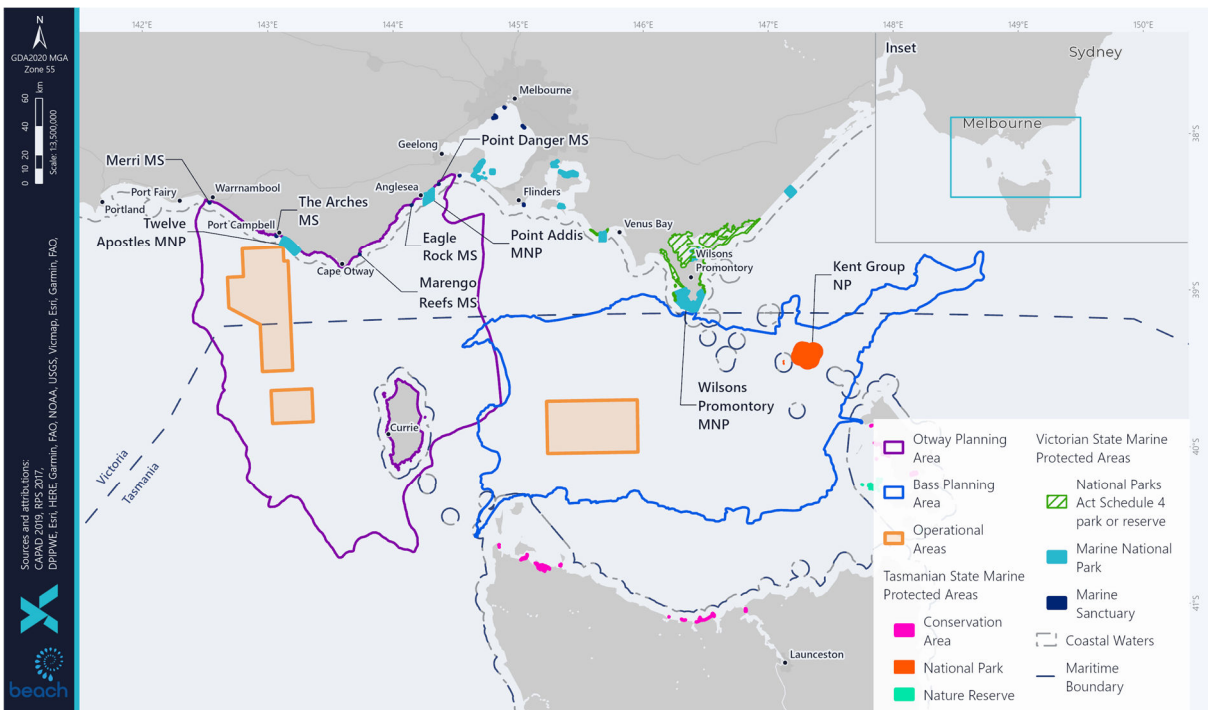 N
GDA2020 MGA
Zone 55
0 10 20 40 60
km
Scale: 1:3,500,000
Sources and attributions:
CAPAD 2019, RPS 2017,
DPIPWE, Esri, HERE, Garmin, FAO, NOAA, USGS, Vicmap, Esri, Garmin, FAO,
beach
142°E
143°E
144°E
145°E
146°E
147°E
148°E
149°E
150°E
38°S
39°S
40°S
41°S
Inset
Sydney
Melbourne
Melbourne
Geelong
Point Danger MS
Merri MS
Warrnambool
Port Fairy
Portland
The Arches
MS
Port Campbell
Twelve
Apostles MNP
Anglesea
Flinders
Venus Bay
Eagle
Rock MS
Point Addis
MNP
Cape Otway
Marengo
Reefs MS
Wilsons
Promontory
Kent Group
NP
Wilsons
Promontory
MNP
Currie
Victoria
Tasmania
Launceston
Otway Planning
Area
Bass Planning
Area
Operational
Areas
Tasmanian State Marine
Protected Areas
Conservation
Area
National Park
Nature Reserve
Victorian State Marine
Protected Areas
National Parks
Act Schedule 4
park or reserve
Marine National
Park
Marine
Sanctuary
Coastal Waters
Maritime
Boundary